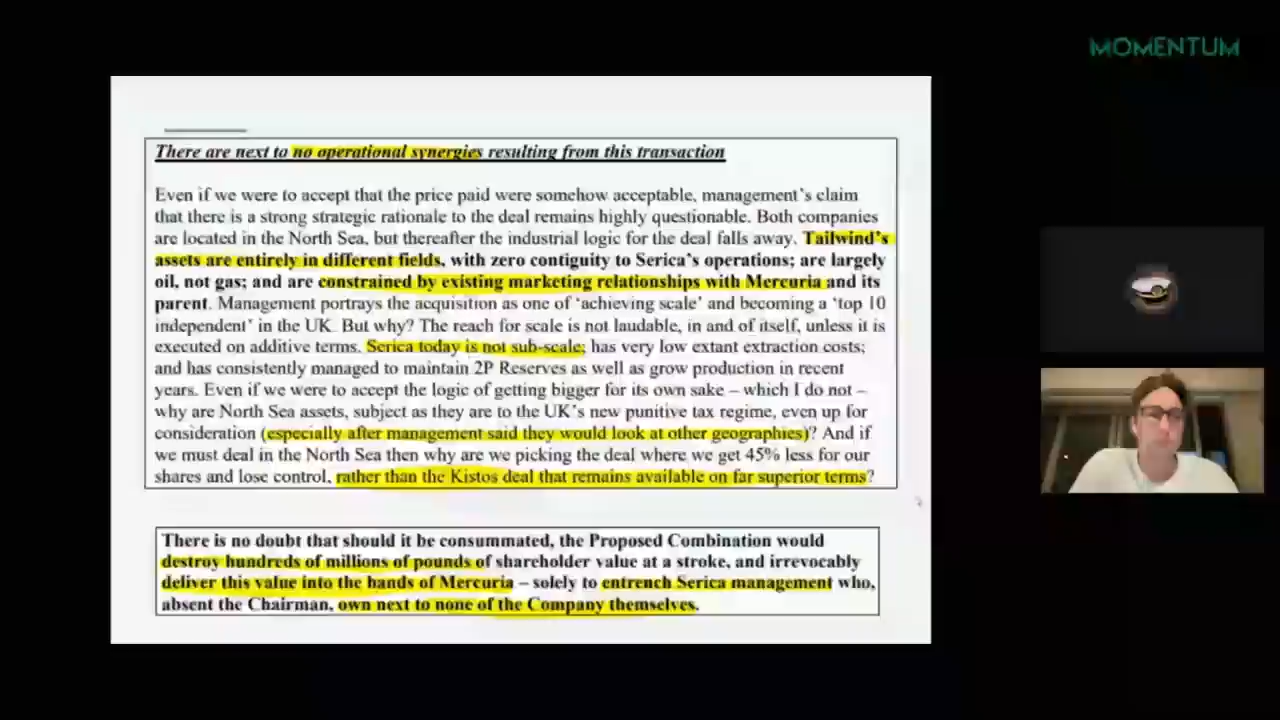 MOMENTUM
There are next to no operational synergies resulting from this transaction
Even if we were to accept that the price paid were somehow acceptable, management's claim
that there is a strong strategic rationale to the deal remains highly questionable. Both companies
are located in the North Sea, but thereafter the industrial logic for the deal falls away. Tailwind's
assets are entirely in different fields, with zero contiguity to Serica's operations; are largely
oil, not gas; and are constrained by existing marketing relationships with Mercuria and its
parent. Management portrays the acquisition as one of 'achieving scale' and becoming a 'top 10
independent' in the UK. But why? The reach for scale is not laudable, in and of itself, unless it is
executed on additive terms. Serica today is not sub-scale; has very low extant extraction costs;
and has consistently managed to maintain 2P Reserves as well as grow production in recent
years. Even if we were to accept the logic of getting bigger for its own sake – which I do not –
why are North Sea assets, subject as they are to the UK's new punitive tax regime, even up for
consideration (especially after management said they would look at other geographies)? And if
we must deal in the North Sea then why are we picking the deal where we get 45% less for our
shares and lose control, rather than the Kistos deal that remains available on far superior terms?
There is no doubt that should it be consummated, the Proposed Combination would
destroy hundreds of millions of pounds of shareholder value at a stroke, and irrevocably
deliver this value into the hands of Mercuria – solely to entrench Serica management who,
absent the Chairman, own next to none of the Company themselves.